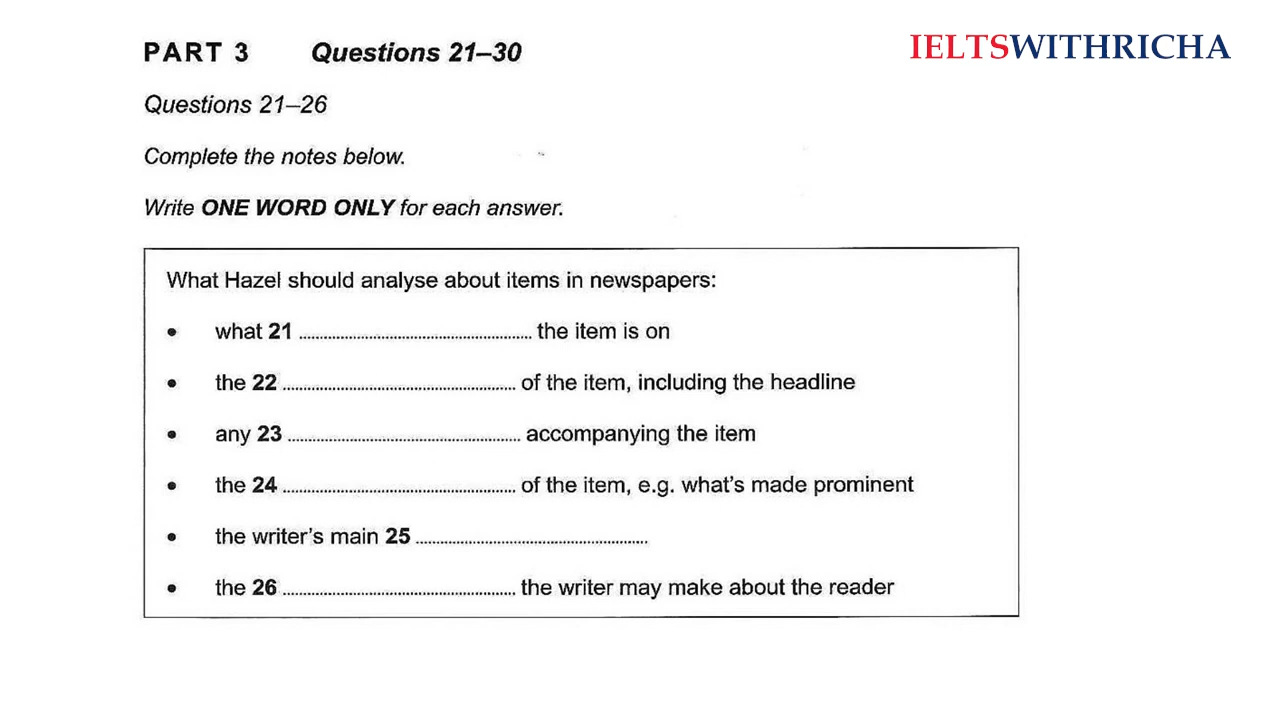 PART 3 Questions 21–30
IELTSWITHRICHA
Questions 21–26
Complete the notes below.
Write ONE WORD ONLY for each answer.
What Hazel should analyse about items in newspapers:
• what 21 .................... the item is on
• the 22 .................... of the item, including the headline
• any 23 .................... accompanying the item
• the 24 .................... of the item, e.g. what's made prominent
• the writer's main 25 ....................
• the 26 .................... the writer may make about the reader